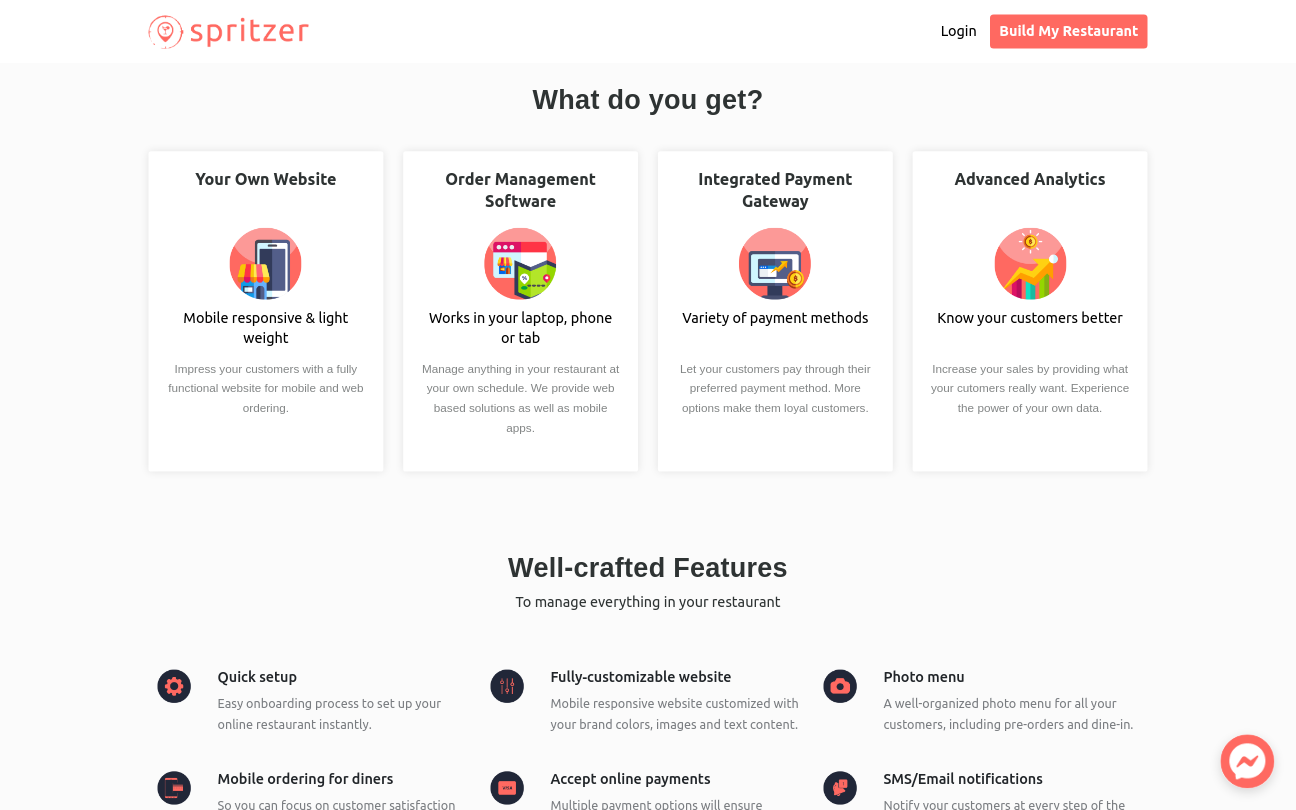 spritzer
Login
Build My Restaurant
What do you get?
Your Own Website
Mobile responsive & light
weight
Impress your customers with a fully
functional website for mobile and web
ordering.
Order Management
Software
Works in your laptop, phone
or tab
Manage anything in your restaurant at
your own schedule. We provide web
based solutions as well as mobile
apps.
Integrated Payment
Gateway
Variety of payment methods
Let your customers pay through their
preferred payment method. More
options make them loyal customers.
Advanced Analytics
Know your customers better
Increase your sales by providing what
your cutomers really want. Experience
the power of your own data.
Well-crafted Features
To manage everything in your restaurant
Quick setup
Easy onboarding process to set up your
online restaurant instantly.
Fully-customizable website
Mobile responsive website customized with
your brand colors, images and text content.
Photo menu
A well-organized photo menu for all your
customers, including pre-orders and dine-in.
Mobile ordering for diners
So you can focus on customer satisfaction
Accept online payments
Multiple payment options will ensure
SMS/Email notifications
Notify your customers at every step of the